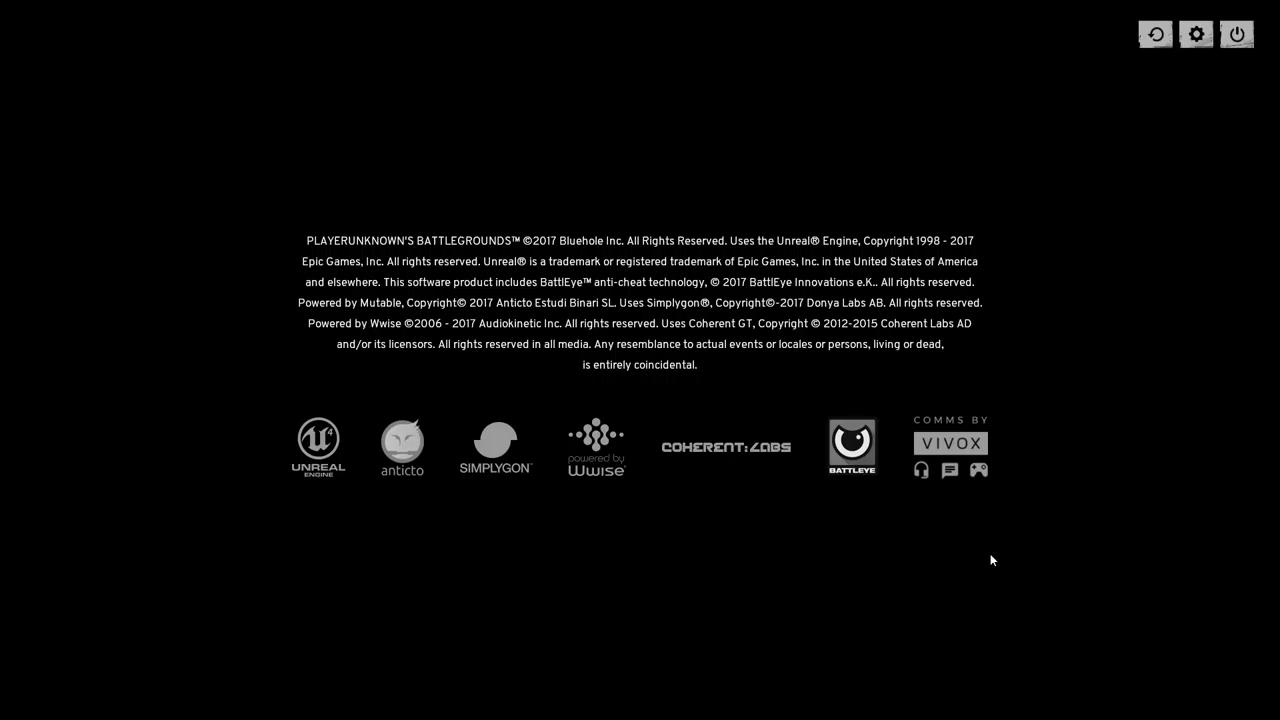 PLAYERUNKNOWN'S BATTLEGROUNDS™ ©2017 Bluehole Inc. All Rights Reserved. Uses the Unreal® Engine, Copyright 1998 - 2017
Epic Games, Inc. All rights reserved. Unreal® is a trademark or registered trademark of Epic Games, Inc. in the United States of America
and elsewhere. This software product includes BattlEye™ anti-cheat technology, © 2017 BattlEye Innovations e.K.. All rights reserved.
Powered by Mutable, Copyright© 2017 Anticto Estudi Binari SL. Uses Simplygon®, Copyright©-2017 Donya Labs AB. All rights reserved.
Powered by Wwise ©2006 - 2017 Audiokinetic Inc. All rights reserved. Uses Coherent GT, Copyright © 2012-2015 Coherent Labs AD
and/or its licensors. All rights reserved in all media. Any resemblance to actual events or locales or persons, living or dead,
is entirely coincidental.
4
UNREAL
ENGINE
anticto
SIMPLYGON™
powered by
Wwise®
COHERENT:LABS
BATTLEYE
COMMS BY
VIVOX